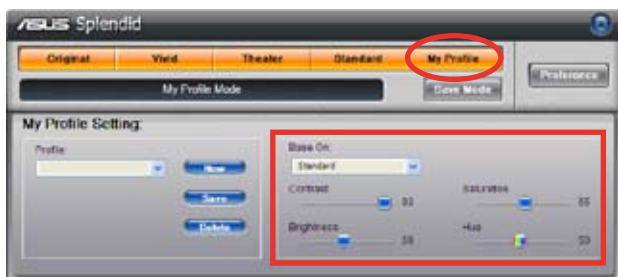 ASUS Splendid
Original Vivid Theater Standard My Profile
My Profile Mode Save Mode Preference
My Profile Setting:
Profile: Base On:
New Standard
Contrast Saturation
Save
Brightness Hue
Delete 50